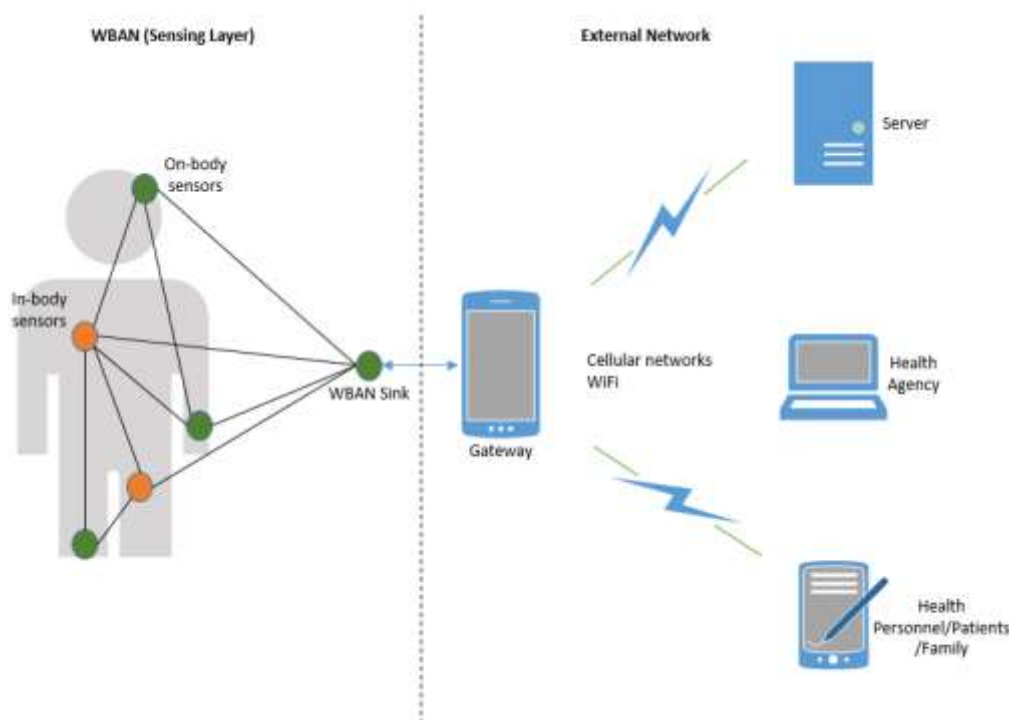 WBAN (Sensing Layer)
External Network
On-body
sensors
In-body
sensors
WBAN Sink
Gateway
Cellular networks
WiFi
Server
Health
Agency
Health
Personnel/Patients
/Family